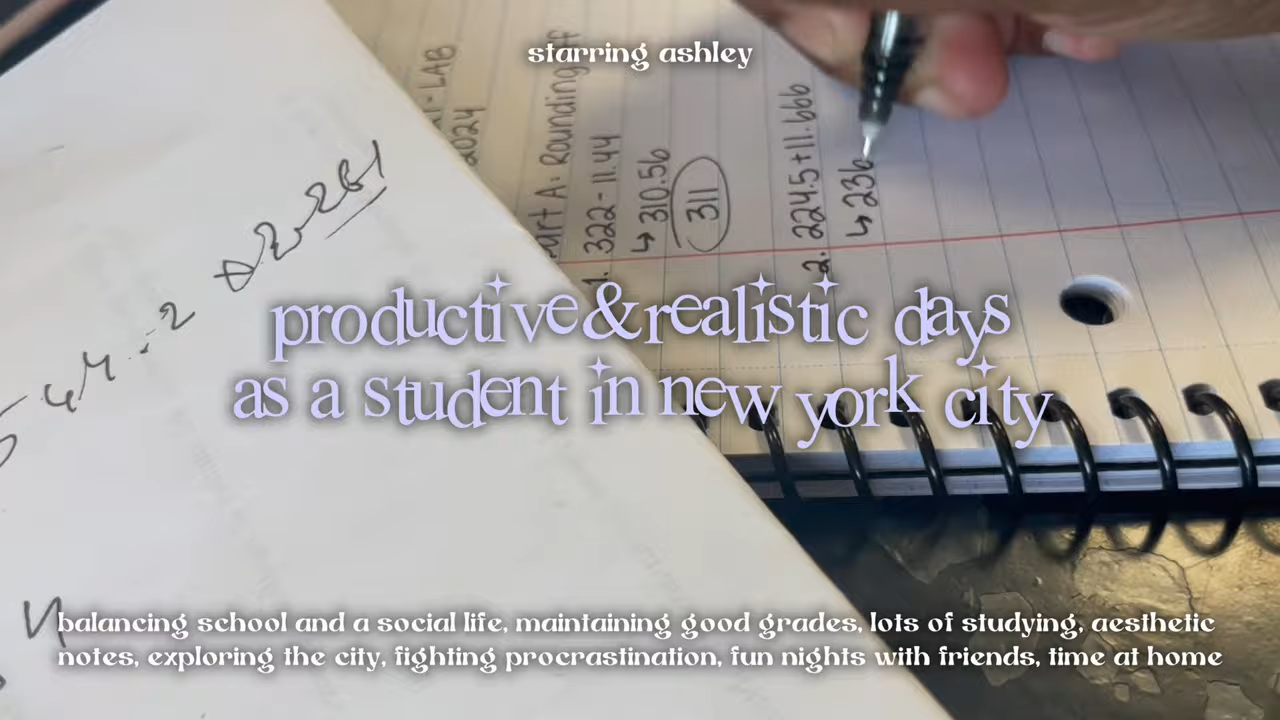 starring ashley
productive & realistic days
as a student in new york city
balancing school and a social life, maintaining good grades, lots of studying, aesthetic
notes, exploring the city, fighting procrastination, fun nights with friends, time at home
LAB
2024
Part A: Rounding
1. 322 - 11.44
↳ 310.56
311
2. 224.5 + 11.666
↳ 236